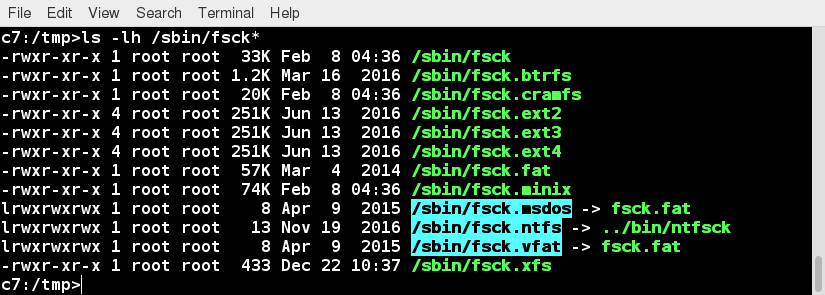 File Edit View Search Terminal Help
c7:/tmp>ls -lh /sbin/fsck*
-rwxr-xr-x 1 root root  33K Feb  8 04:36 /sbin/fsck
-rwxr-xr-x 1 root root 1.2K Mar 16  2016 /sbin/fsck.btrfs
-rwxr-xr-x 1 root root  20K Feb  8 04:36 /sbin/fsck.cramfs
-rwxr-xr-x 4 root root 251K Jun 13  2016 /sbin/fsck.ext2
-rwxr-xr-x 4 root root 251K Jun 13  2016 /sbin/fsck.ext3
-rwxr-xr-x 4 root root 251K Jun 13  2016 /sbin/fsck.ext4
-rwxr-xr-x 1 root root  57K Mar  4  2014 /sbin/fsck.fat
-rwxr-xr-x 1 root root  74K Feb  8 04:36 /sbin/fsck.minix
lrwxrwxrwx 1 root root    8 Apr  9  2015 /sbin/fsck.msdos -> fsck.fat
lrwxrwxrwx 1 root root   13 Nov 19  2016 /sbin/fsck.ntfs -> ../bin/ntfsck
lrwxrwxrwx 1 root root    8 Apr  9  2015 /sbin/fsck.vfat -> fsck.fat
-rwxr-xr-x 1 root root  433 Dec 22 10:37 /sbin/fsck.xfs
c7:/tmp>